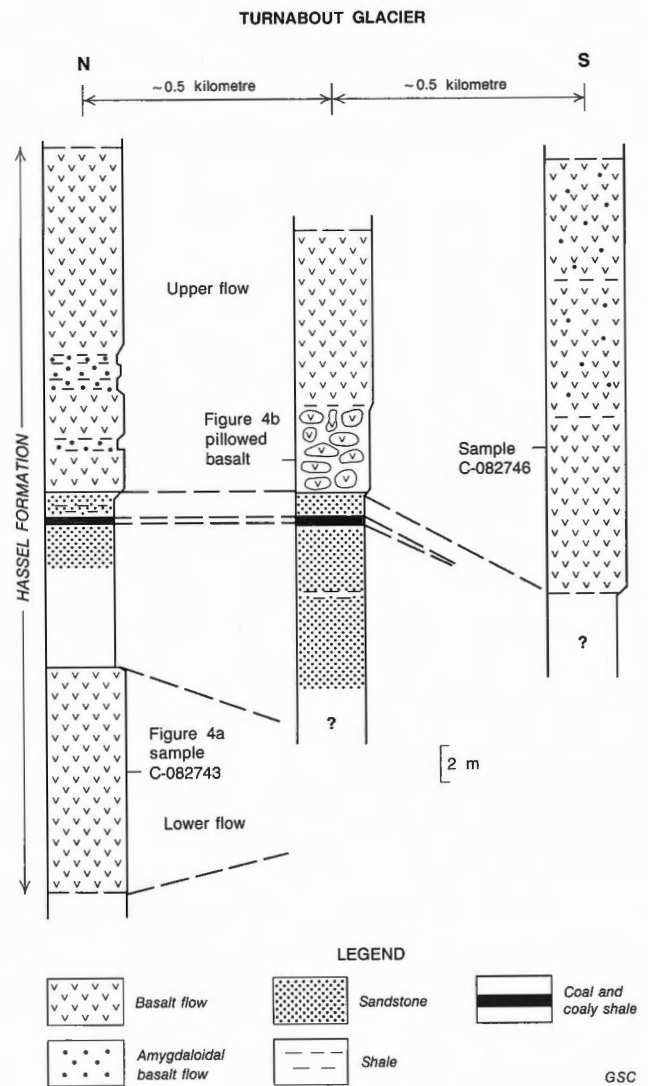 TURNABOUT GLACIER
N
S
~0.5 kilometre
~0.5 kilometre
HASSEL FORMATION
Upper flow
Figure 4b
pillowed
basalt
Sample
C-082746
?
?
Figure 4a
sample
C-082743
2 m
Lower flow
LEGEND
Basalt flow
Sandstone
Coal and
coaly shale
Amygdaloidal
basalt flow
Shale
GSC